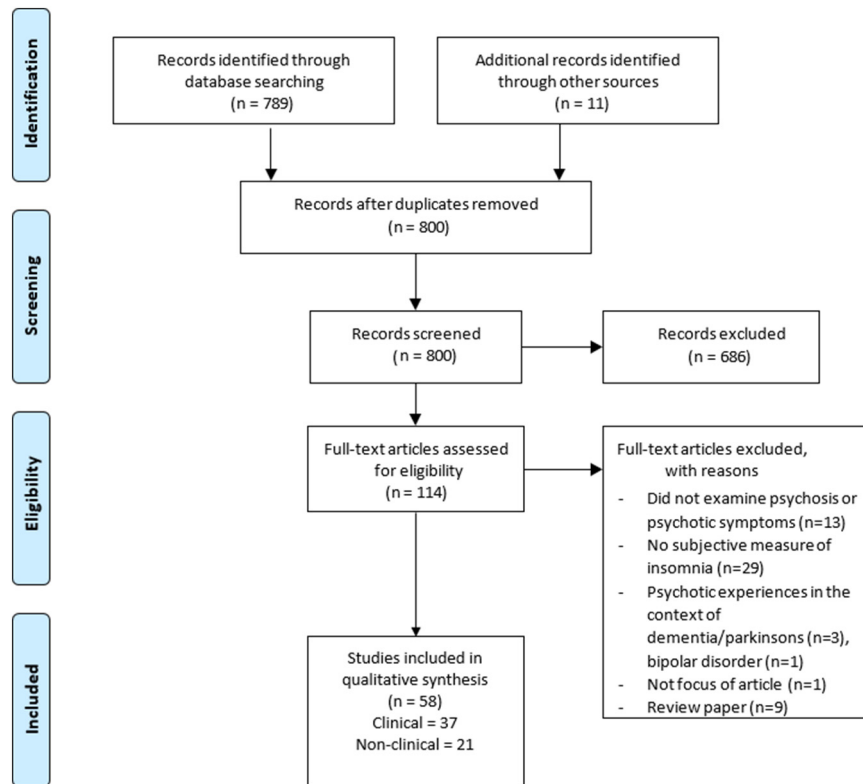 Identification
Records identified through
database searching
(n = 789)
Additional records identified
through other sources
(n = 11)
Records after duplicates removed
(n = 800)
Screening
Records screened
(n = 800)
Records excluded
(n = 686)
Eligibility
Full-text articles assessed
for eligibility
(n = 114)
Full-text articles excluded,
with reasons
- Did not examine psychosis or
psychotic symptoms (n=13)
- No subjective measure of
insomnia (n=29)
- Psychotic experiences in the
context of
dementia/parkinsons (n=3),
bipolar disorder (n=1)
- Not focus of article (n=1)
- Review paper (n=9)
Included
Studies included in
qualitative synthesis
(n = 58)
Clinical = 37
Non-clinical = 21